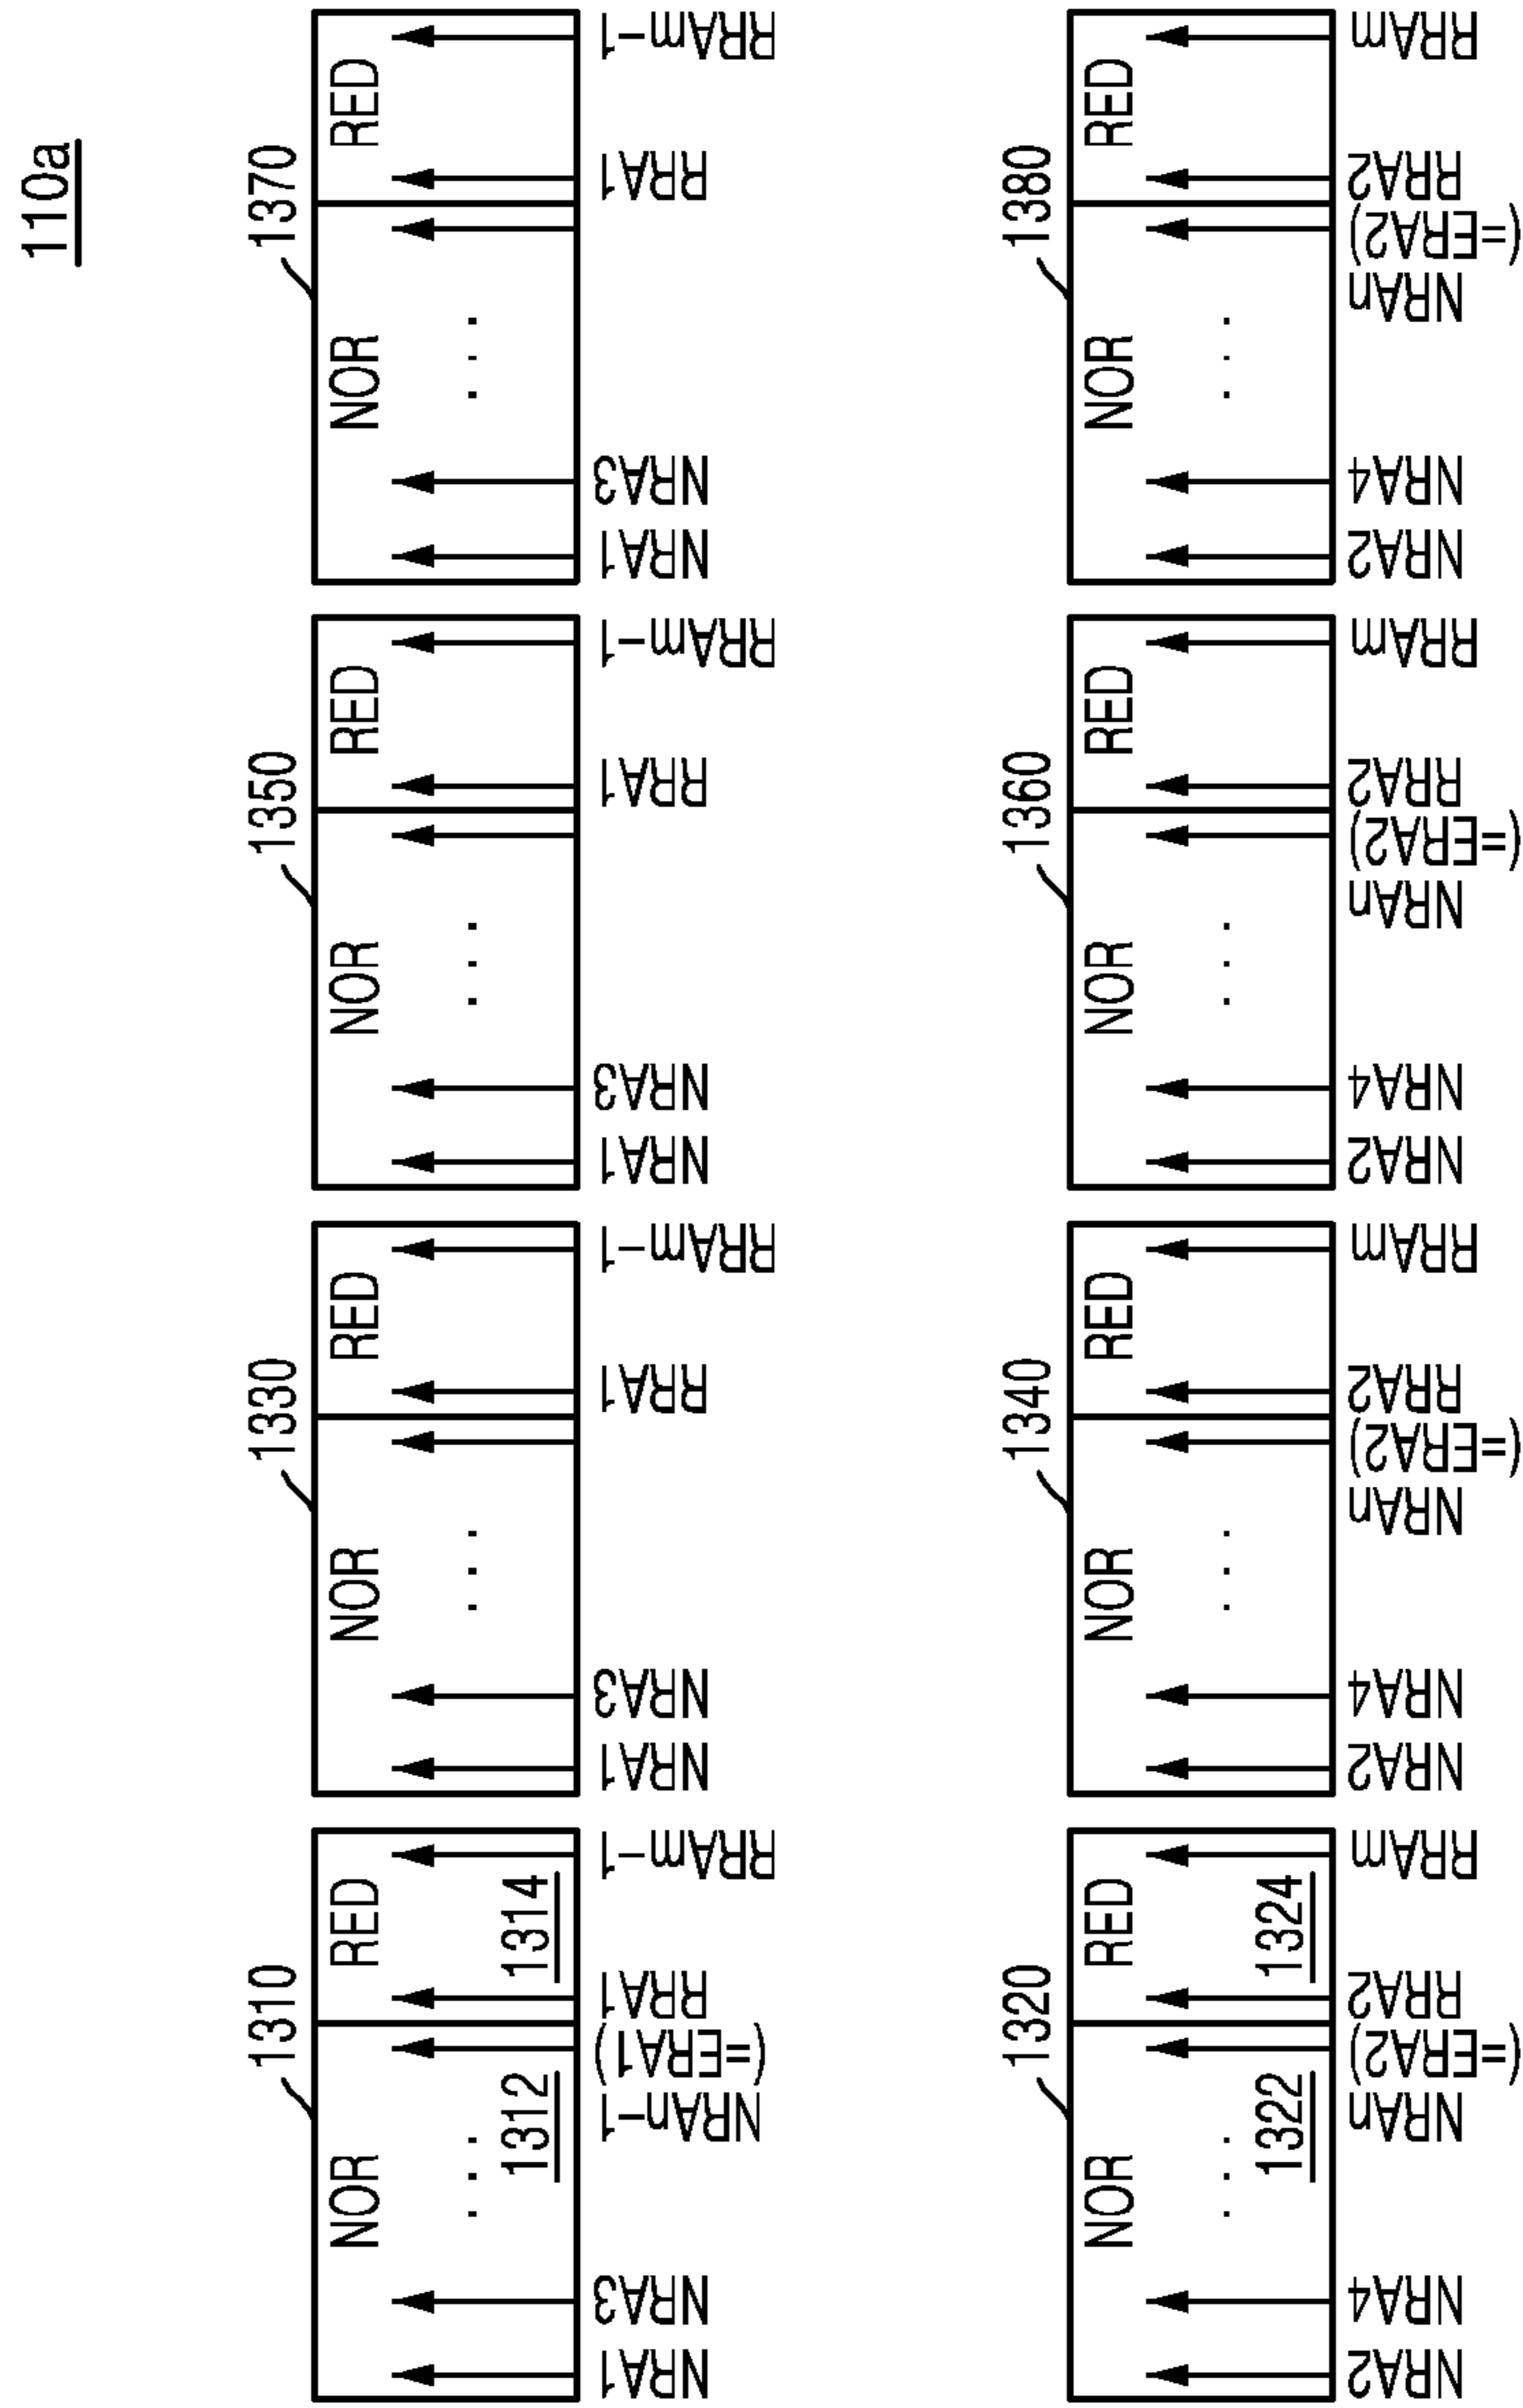 110a
1310 1330 1350 1370
NOR RED NOR RED NOR RED NOR RED
... ... ... ...
1312 1314
NRA1
NRA3
NRAn-1
(=ERA1)
RRA1
RRAm-1
NRA1
NRA3
RRA1
RRAm-1
NRA1
NRA3
RRA1
RRAm-1
NRA1
NRA3
RRA1
RRAm-1
1320 1340 1360 1380
NOR RED NOR RED NOR RED NOR RED
... ... ... ...
1322 1324
NRA2
NRA4
NRAn
(=ERA2)
RRA2
RRAm
NRA2
NRA4
NRAn
(=ERA2)
RRA2
RRAm
NRA2
NRA4
NRAn
(=ERA2)
RRA2
RRAm
NRA2
NRA4
NRAn
(=ERA2)
RRA2
RRAm